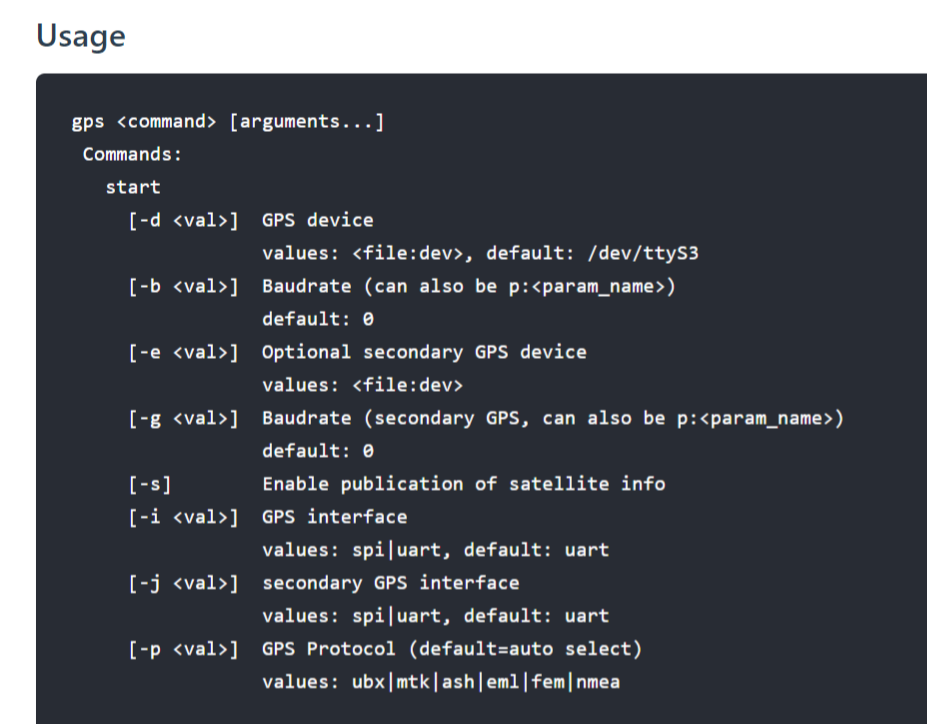 Usage
gps <command> [arguments...]
Commands:
start
[-d <val>]  GPS device
values: <file:dev>, default: /dev/ttyS3
[-b <val>]  Baudrate (can also be p:<param_name>)
default: 0
[-e <val>]  Optional secondary GPS device
values: <file:dev>
[-g <val>]  Baudrate (secondary GPS, can also be p:<param_name>)
default: 0
[-s]  Enable publication of satellite info
[-i <val>]  GPS interface
values: spi|uart, default: uart
[-j <val>]  secondary GPS interface
values: spi|uart, default: uart
[-p <val>]  GPS Protocol (default=auto select)
values: ubx|mtk|ash|eml|fem|nmea